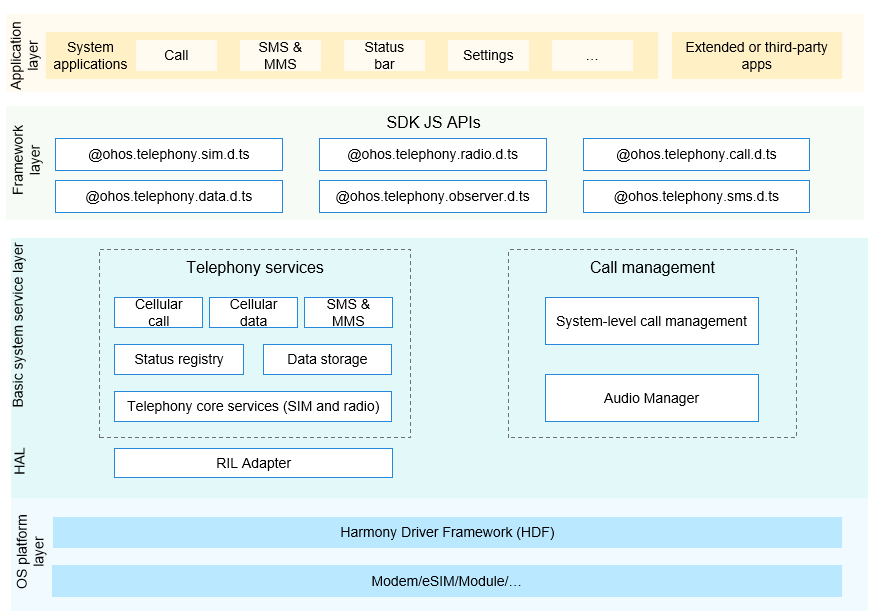 Application
layer
System
applications
Call
SMS &
MMS
Status
bar
Settings
...
Extended or third-party
apps
Framework
layer
SDK JS APIs
@ohos.telephony.sim.d.ts
@ohos.telephony.radio.d.ts
@ohos.telephony.call.d.ts
@ohos.telephony.data.d.ts
@ohos.telephony.observer.d.ts
@ohos.telephony.sms.d.ts
Basic system service layer
Telephony services
Cellular
call
Cellular
data
SMS &
MMS
Status registry
Data storage
Telephony core services (SIM and radio)
Call management
System-level call management
Audio Manager
HAL
RIL Adapter
OS platform
layer
Harmony Driver Framework (HDF)
Modem/eSIM/Module/...